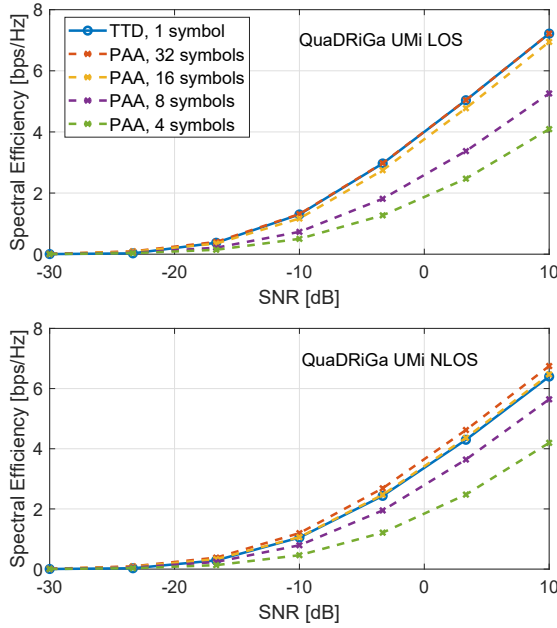 8
6
4
2
0
Spectral Efficiency [bps/Hz]
QuaDRiGa UMi LOS
TTD, 1 symbol
PAA, 32 symbols
PAA, 16 symbols
PAA, 8 symbols
PAA, 4 symbols
-30 -20 -10 0 10
SNR [dB]
8
6
4
2
0
Spectral Efficiency [bps/Hz]
QuaDRiGa UMi NLOS
-30 -20 -10 0 10
SNR [dB]